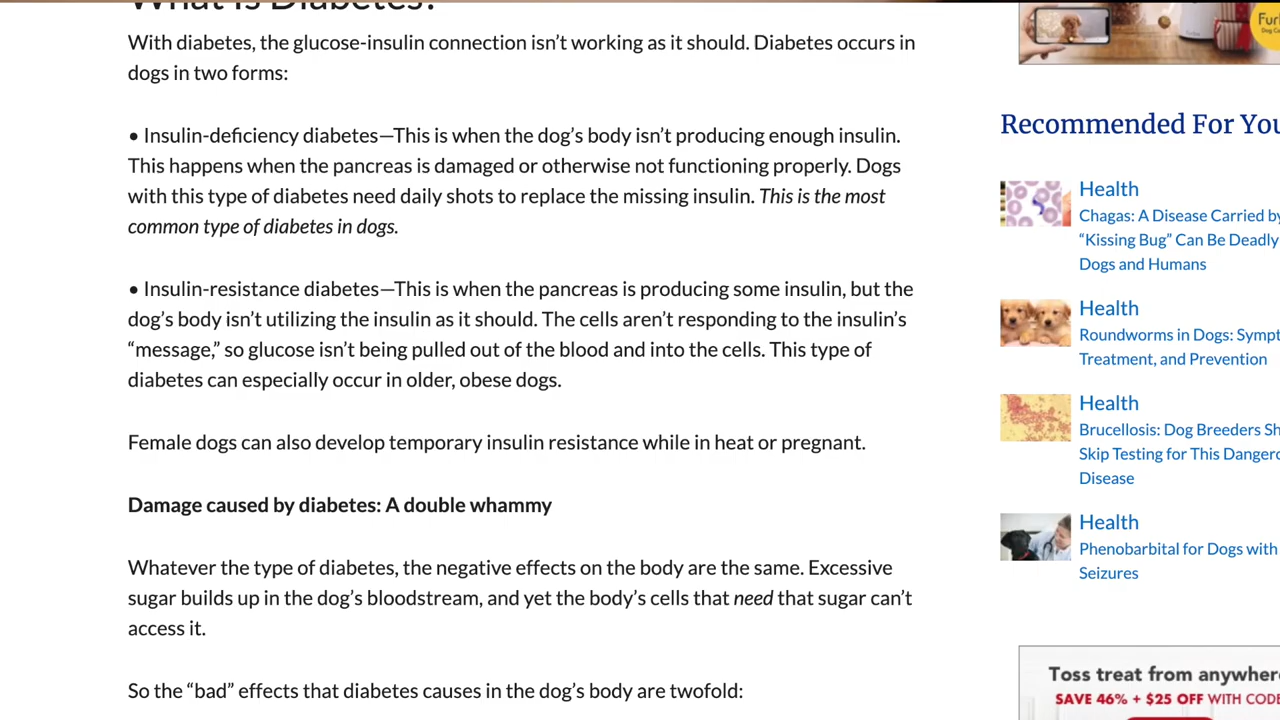 What is Diabetes?
With diabetes, the glucose-insulin connection isn’t working as it should. Diabetes occurs in
dogs in two forms:
• Insulin-deficiency diabetes—This is when the dog’s body isn’t producing enough insulin.
This happens when the pancreas is damaged or otherwise not functioning properly. Dogs
with this type of diabetes need daily shots to replace the missing insulin. This is the most
common type of diabetes in dogs.
• Insulin-resistance diabetes—This is when the pancreas is producing some insulin, but the
dog’s body isn’t utilizing the insulin as it should. The cells aren’t responding to the insulin’s
“message,” so glucose isn’t being pulled out of the blood and into the cells. This type of
diabetes can especially occur in older, obese dogs.
Female dogs can also develop temporary insulin resistance while in heat or pregnant.
Damage caused by diabetes: A double whammy
Whatever the type of diabetes, the negative effects on the body are the same. Excessive
sugar builds up in the dog’s bloodstream, and yet the body’s cells that need that sugar can’t
access it.
So the “bad” effects that diabetes causes in the dog’s body are twofold:
Recommended For You
Health
Chagas: A Disease Carried by
“Kissing Bug” Can Be Deadly
Dogs and Humans
Health
Roundworms in Dogs: Sympt
Treatment, and Prevention
Health
Brucellosis: Dog Breeders Sh
Skip Testing for This Dangero
Disease
Health
Phenobarbital for Dogs with
Seizures
Toss treat from anywhere
SAVE 46% + $25 OFF WITH CODE